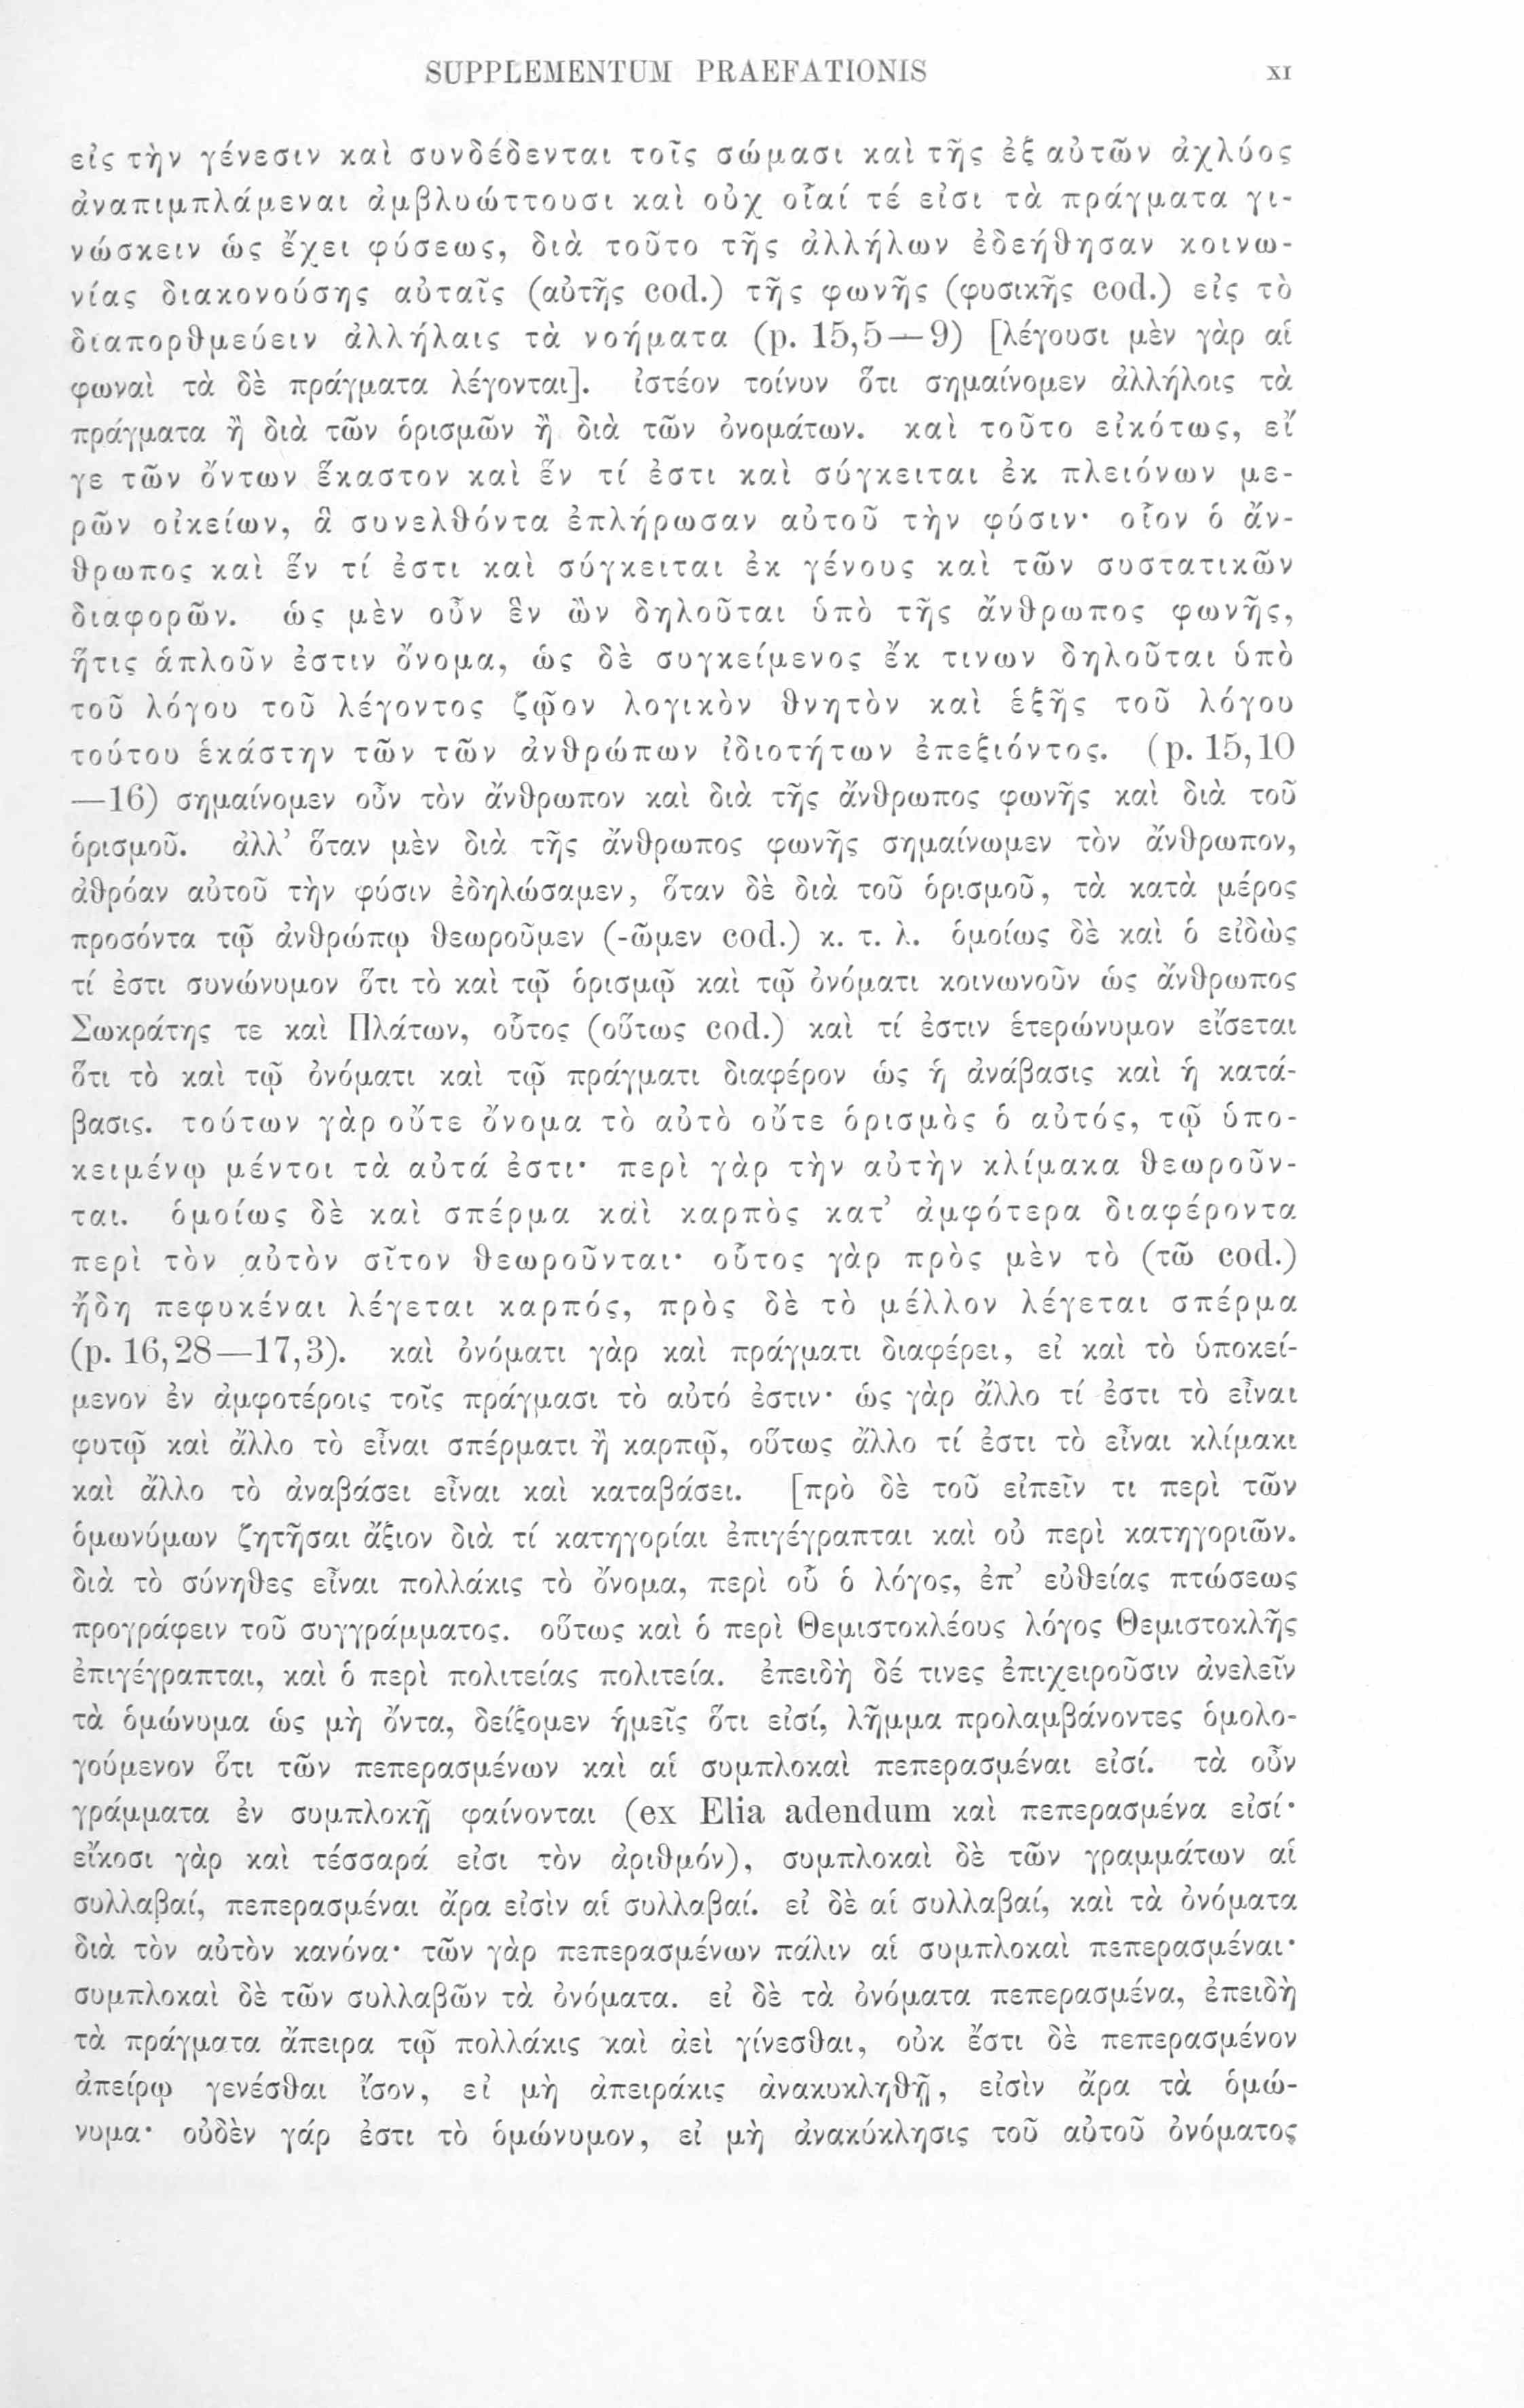 SUPPLEMENTUM PRAEFATIONIS XI
εἰς τὴν γένεσιν καὶ συνδέδενται τοῖς σώμασι καὶ τῆς ἐξ αὐτῶν ἀχλύος
ἀναπιμπλάμεναι ἀμβλυώττουσι καὶ οὐχ οἷαί τέ εἰσι τὰ πράγματα γι-
νώσκειν ὡς ἔχει φύσεως, διὰ τοῦτο τῆς ἀλλήλων ἐδεήθησαν κοινω-
νίας διακονούσης αὐταῖς (αὐτῆς cod.) τῆς φωνῆς (φυσικῆς cod.) εἰς τὸ
διαπορθμεύειν ἀλλήλαις τὰ νοήματα (p. 15,5—9) [λέγουσι μὲν γὰρ αἱ
φωναὶ τὰ δὲ πράγματα λέγονται]. ἰστέον τοίνυν ὅτι σημαίνομεν ἀλλήλοις τὰ
πράγματα ἢ διὰ τῶν ὁρισμῶν ἢ διὰ τῶν ὀνομάτων. καὶ τοῦτο εἰκότως, εἴ
γε τῶν ὄντων ἕκαστον καὶ ἕν τί ἐστι καὶ σύγκειται ἐκ πλειόνων με-
ρῶν οἰκείων, ἃ συνελθόντα ἐπλήρωσαν αὐτοῦ τὴν φύσιν· οἷον ὁ ἄν-
θρωπος καὶ ἕν τί ἐστι καὶ σύγκειται ἐκ γένους καὶ τῶν συστατικῶν
διαφορῶν. ὡς μὲν οὖν ἓν ὢν δηλοῦται ὑπὸ τῆς ἄνθρωπος φωνῆς,
ἥτις ἁπλοῦν ἐστιν ὄνομα, ὡς δὲ συγκείμενος ἔκ τινων δηλοῦται ὑπὸ
τοῦ λόγου τοῦ λέγοντος ζῷον λογικὸν θνητὸν καὶ ἑξῆς τοῦ λόγου
τούτου ἑκάστην τῶν τῶν ἀνθρώπων ἰδιοτήτων ἐπεξιόντος. (p. 15,10
—16) σημαίνομεν οὖν τὸν ἄνθρωπον καὶ διὰ τῆς ἄνθρωπος φωνῆς καὶ διὰ τοῦ
ὁρισμοῦ. ἀλλ’ ὅταν μὲν διὰ τῆς ἄνθρωπος φωνῆς σημαίνωμεν τὸν ἄνθρωπον,
ἀθρόαν αὐτοῦ τὴν φύσιν ἐδηλώσαμεν, ὅταν δὲ διὰ τοῦ ὁρισμοῦ, τὰ κατὰ μέρος
προσόντα τῷ ἀνθρώπῳ θεωροῦμεν (-ῶμεν cod.) κ. τ. λ. ὁμοίως δὲ καὶ ὁ εἰδὼς
τί ἐστι συνώνυμον ὅτι τὸ καὶ τῷ ὁρισμῷ καὶ τῷ ὀνόματι κοινωνοῦν ὡς ἄνθρωπος
Σωκράτης τε καὶ Πλάτων, οὗτος (οὕτως cod.) καὶ τί ἐστιν ἑτερώνυμον εἴσεται
ὅτι τὸ καὶ τῷ ὀνόματι καὶ τῷ πράγματι διαφέρον ὡς ἡ ἀνάβασις καὶ ἡ κατά-
βασις. τούτων γὰρ οὔτε ὄνομα τὸ αὐτὸ οὔτε ὁρισμὸς ὁ αὐτός, τῷ ὑπο-
κειμένῳ μέντοι τὰ αὐτά ἐστι· περὶ γὰρ τὴν αὐτὴν κλίμακα θεωροῦν-
ται. ὁμοίως δὲ καὶ σπέρμα καὶ καρπὸς κατ’ ἀμφότερα διαφέροντα
περὶ τὸν αὐτὸν σῖτον θεωροῦνται· οὗτος γὰρ πρὸς μὲν τὸ (τῶ cod.)
ἤδη πεφυκέναι λέγεται καρπός, πρὸς δὲ τὸ μέλλον λέγεται σπέρμα
(p. 16,28—17,3). καὶ ὀνόματι γὰρ καὶ πράγματι διαφέρει, εἰ καὶ τὸ ὑποκεί-
μενον ἐν ἀμφοτέροις τοῖς πράγμασι τὸ αὐτό ἐστιν· ὡς γὰρ ἄλλο τί ἐστι τὸ εἶναι
φυτῷ καὶ ἄλλο τὸ εἶναι σπέρματι ἢ καρπῷ, οὕτως ἄλλο τί ἐστι τὸ εἶναι κλίμακι
καὶ ἄλλο τὸ ἀναβάσει εἶναι καὶ καταβάσει. [πρὸ δὲ τοῦ εἰπεῖν τι περὶ τῶν
ὁμωνύμων ζητῆσαι ἄξιον διὰ τί κατηγορίαι ἐπιγέγραπται καὶ οὐ περὶ κατηγοριῶν.
διὰ τὸ σύνηθες εἶναι πολλάκις τὸ ὄνομα, περὶ οὗ ὁ λόγος, ἐπ’ εὐθείας πτώσεως
προγράφειν τοῦ συγγράμματος. οὕτως καὶ ὁ περὶ Θεμιστοκλέους λόγος Θεμιστοκλῆς
ἐπιγέγραπται, καὶ ὁ περὶ πολιτείας πολιτεία. ἐπειδὴ δέ τινες ἐπιχειροῦσιν ἀνελεῖν
τὰ ὁμώνυμα ὡς μὴ ὄντα, δείξομεν ἡμεῖς ὅτι εἰσί, λῆμμα προλαμβάνοντες ὁμολο-
γούμενον ὅτι τῶν πεπερασμένων καὶ αἱ συμπλοκαὶ πεπερασμέναι εἰσί. τὰ οὖν
γράμματα ἐν συμπλοκῇ φαίνονται (ex Elia adendum καὶ πεπερασμένα εἰσί·
εἴκοσι γὰρ καὶ τέσσαρά εἰσι τὸν ἀριθμόν), συμπλοκαὶ δὲ τῶν γραμμάτων αἱ
συλλαβαί, πεπερασμέναι ἄρα εἰσὶν αἱ συλλαβαί. εἰ δὲ αἱ συλλαβαί, καὶ τὰ ὀνόματα
διὰ τὸν αὐτὸν κανόνα· τῶν γὰρ πεπερασμένων πάλιν αἱ συμπλοκαὶ πεπερασμέναι·
συμπλοκαὶ δὲ τῶν συλλαβῶν τὰ ὀνόματα. εἰ δὲ τὰ ὀνόματα πεπερασμένα, ἐπειδὴ
τὰ πράγματα ἄπειρα τῷ πολλάκις καὶ ἀεὶ γίνεσθαι, οὐκ ἔστι δὲ πεπερασμένον
ἀπείρῳ γενέσθαι ἴσον, εἰ μὴ ἀπειράκις ἀνακυκληθῇ, εἰσὶν ἄρα τὰ ὁμώ-
νυμα· οὐδὲν γάρ ἐστι τὸ ὁμώνυμον, εἰ μὴ ἀνακύκλησις τοῦ αὐτοῦ ὀνόματος